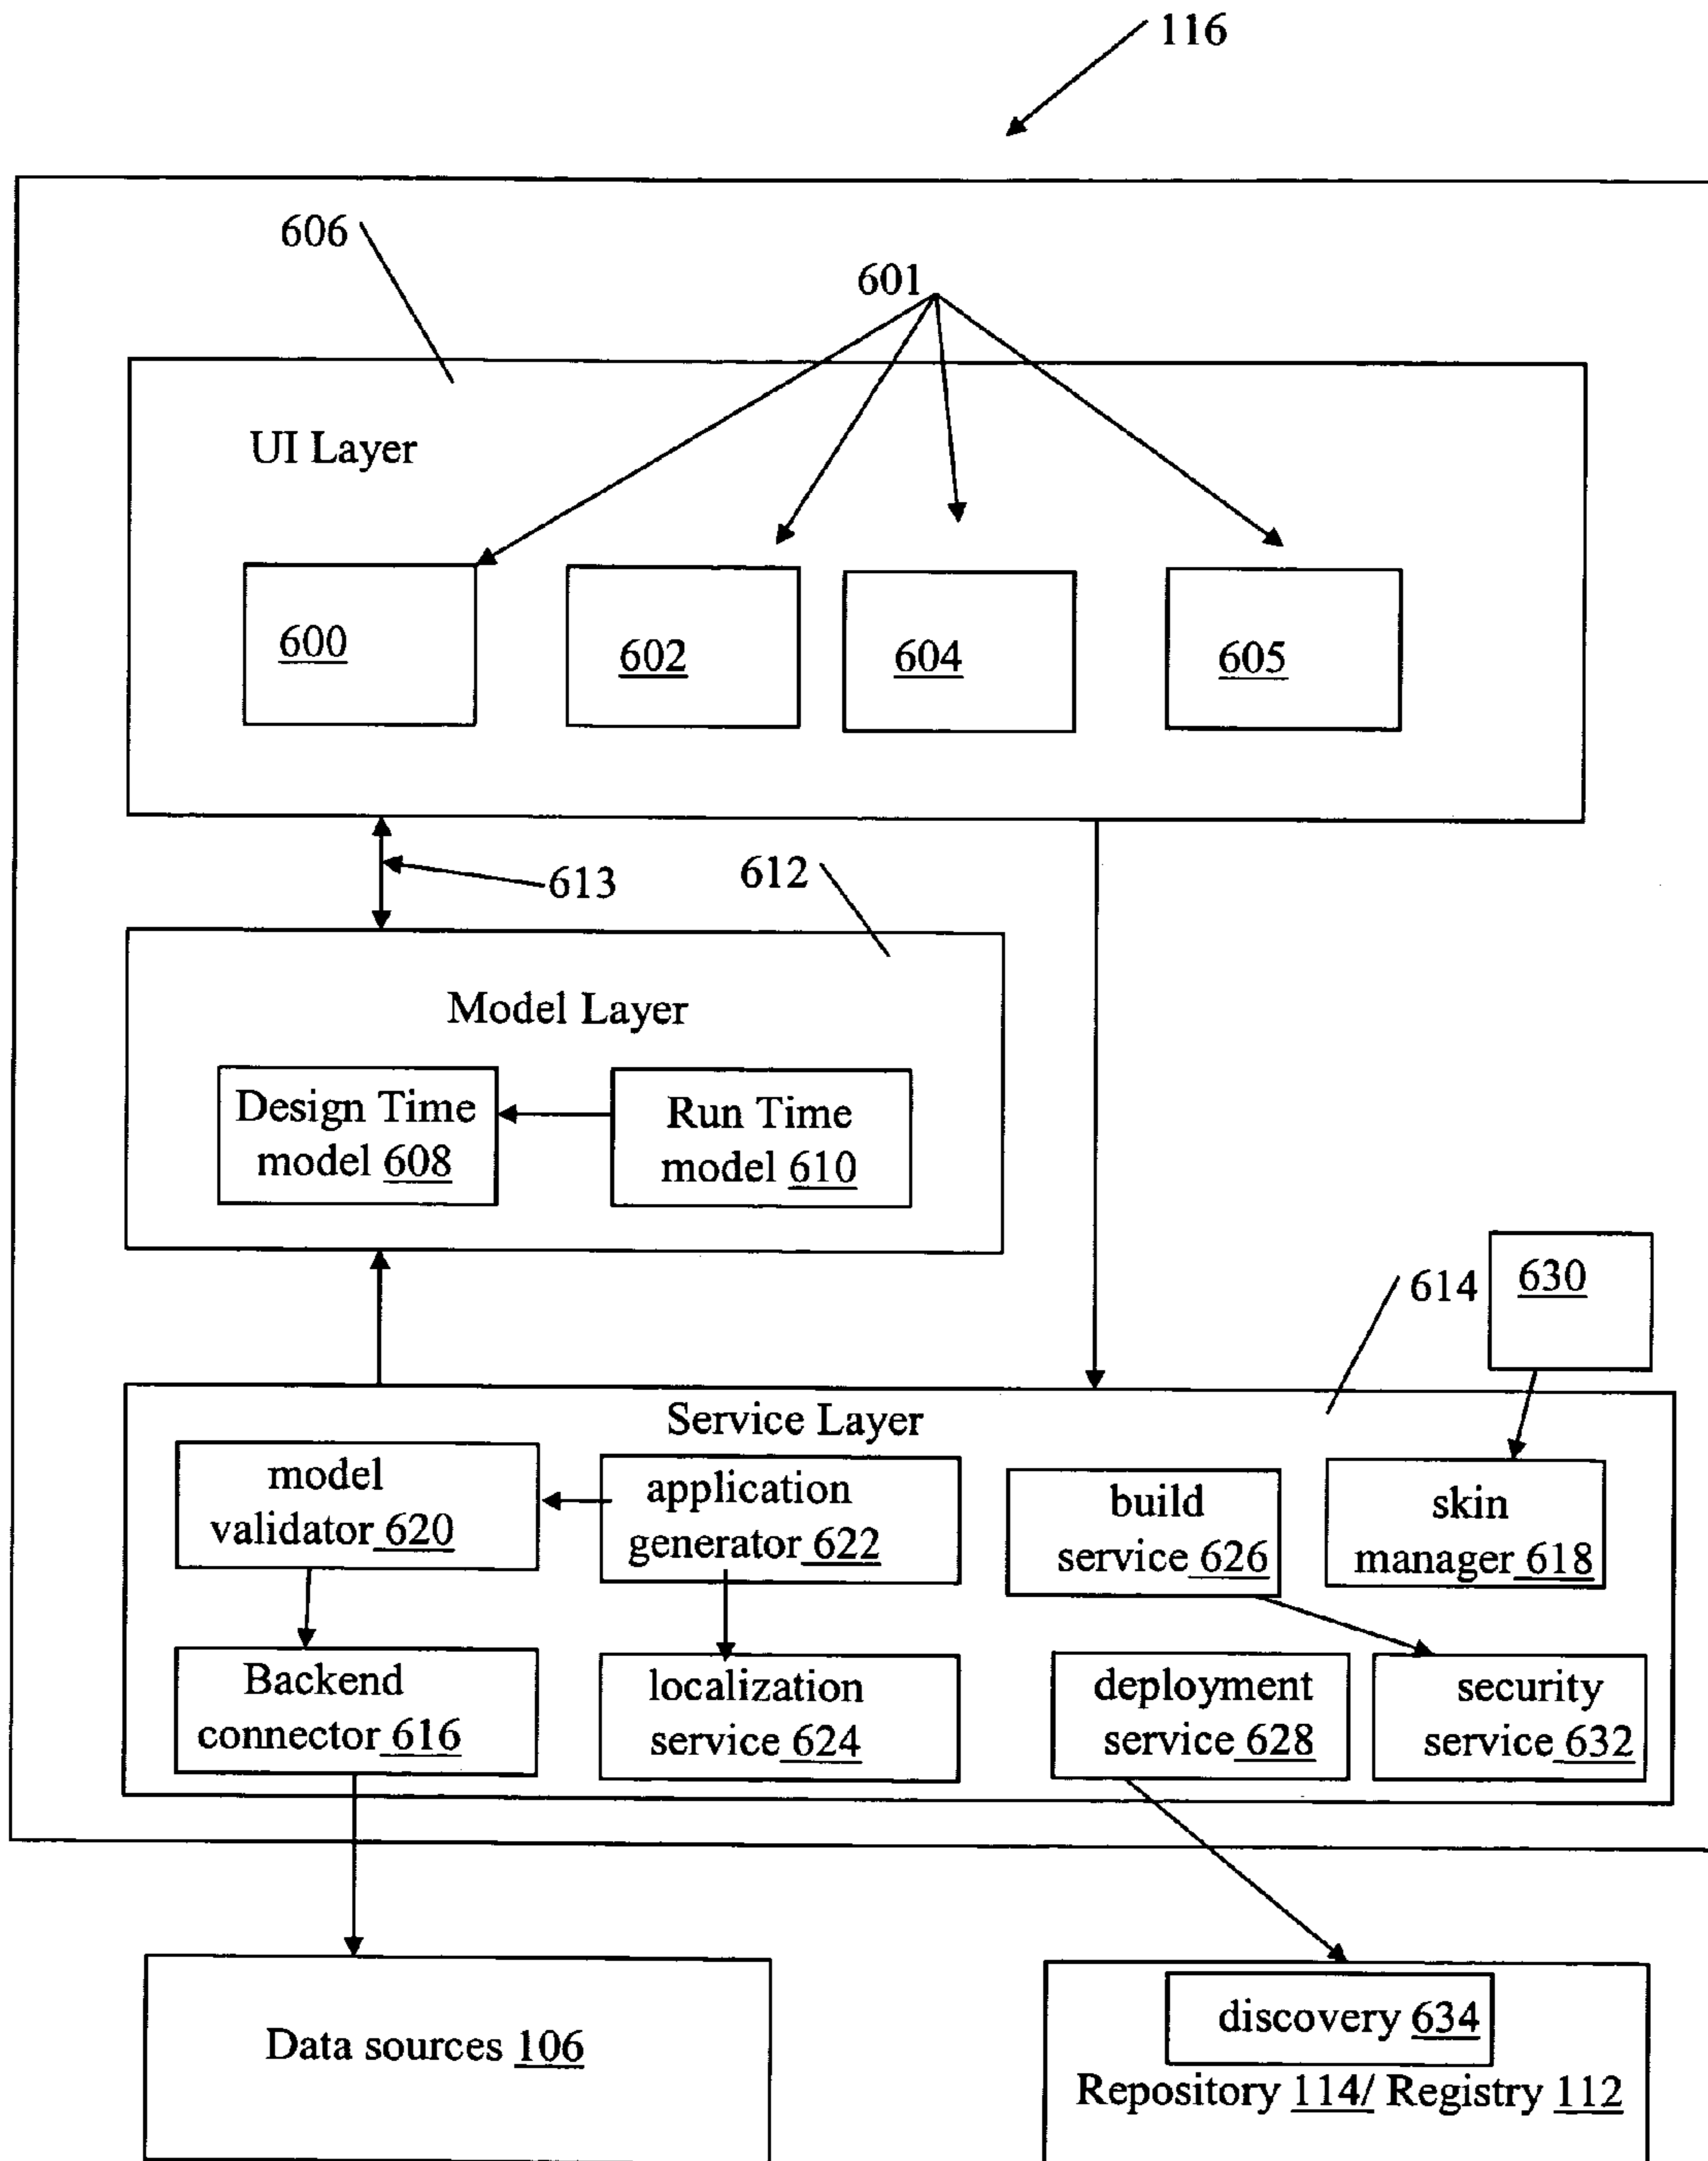 116
606
601
UI Layer
600
602
604
605
613
612
Model Layer
Design Time
model 608
Run Time
model 610
614
630
Service Layer
model
validator 620
application
generator 622
build
service 626
skin
manager 618
Backend
connector 616
localization
service 624
deployment
service 628
security
service 632
Data sources 106
discovery 634
Repository 114/ Registry 112